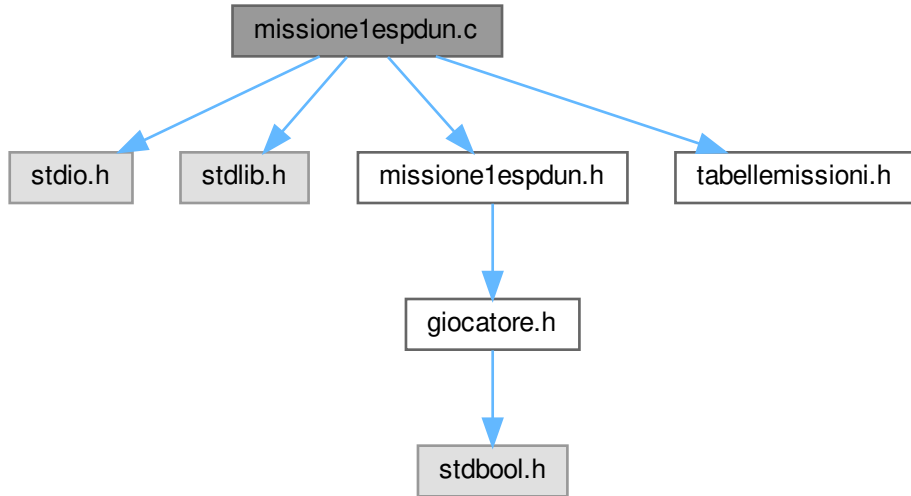 missione1espdun.c
stdio.h
stdlib.h
missione1espdun.h
tabellemissioni.h
giocatore.h
stdbool.h